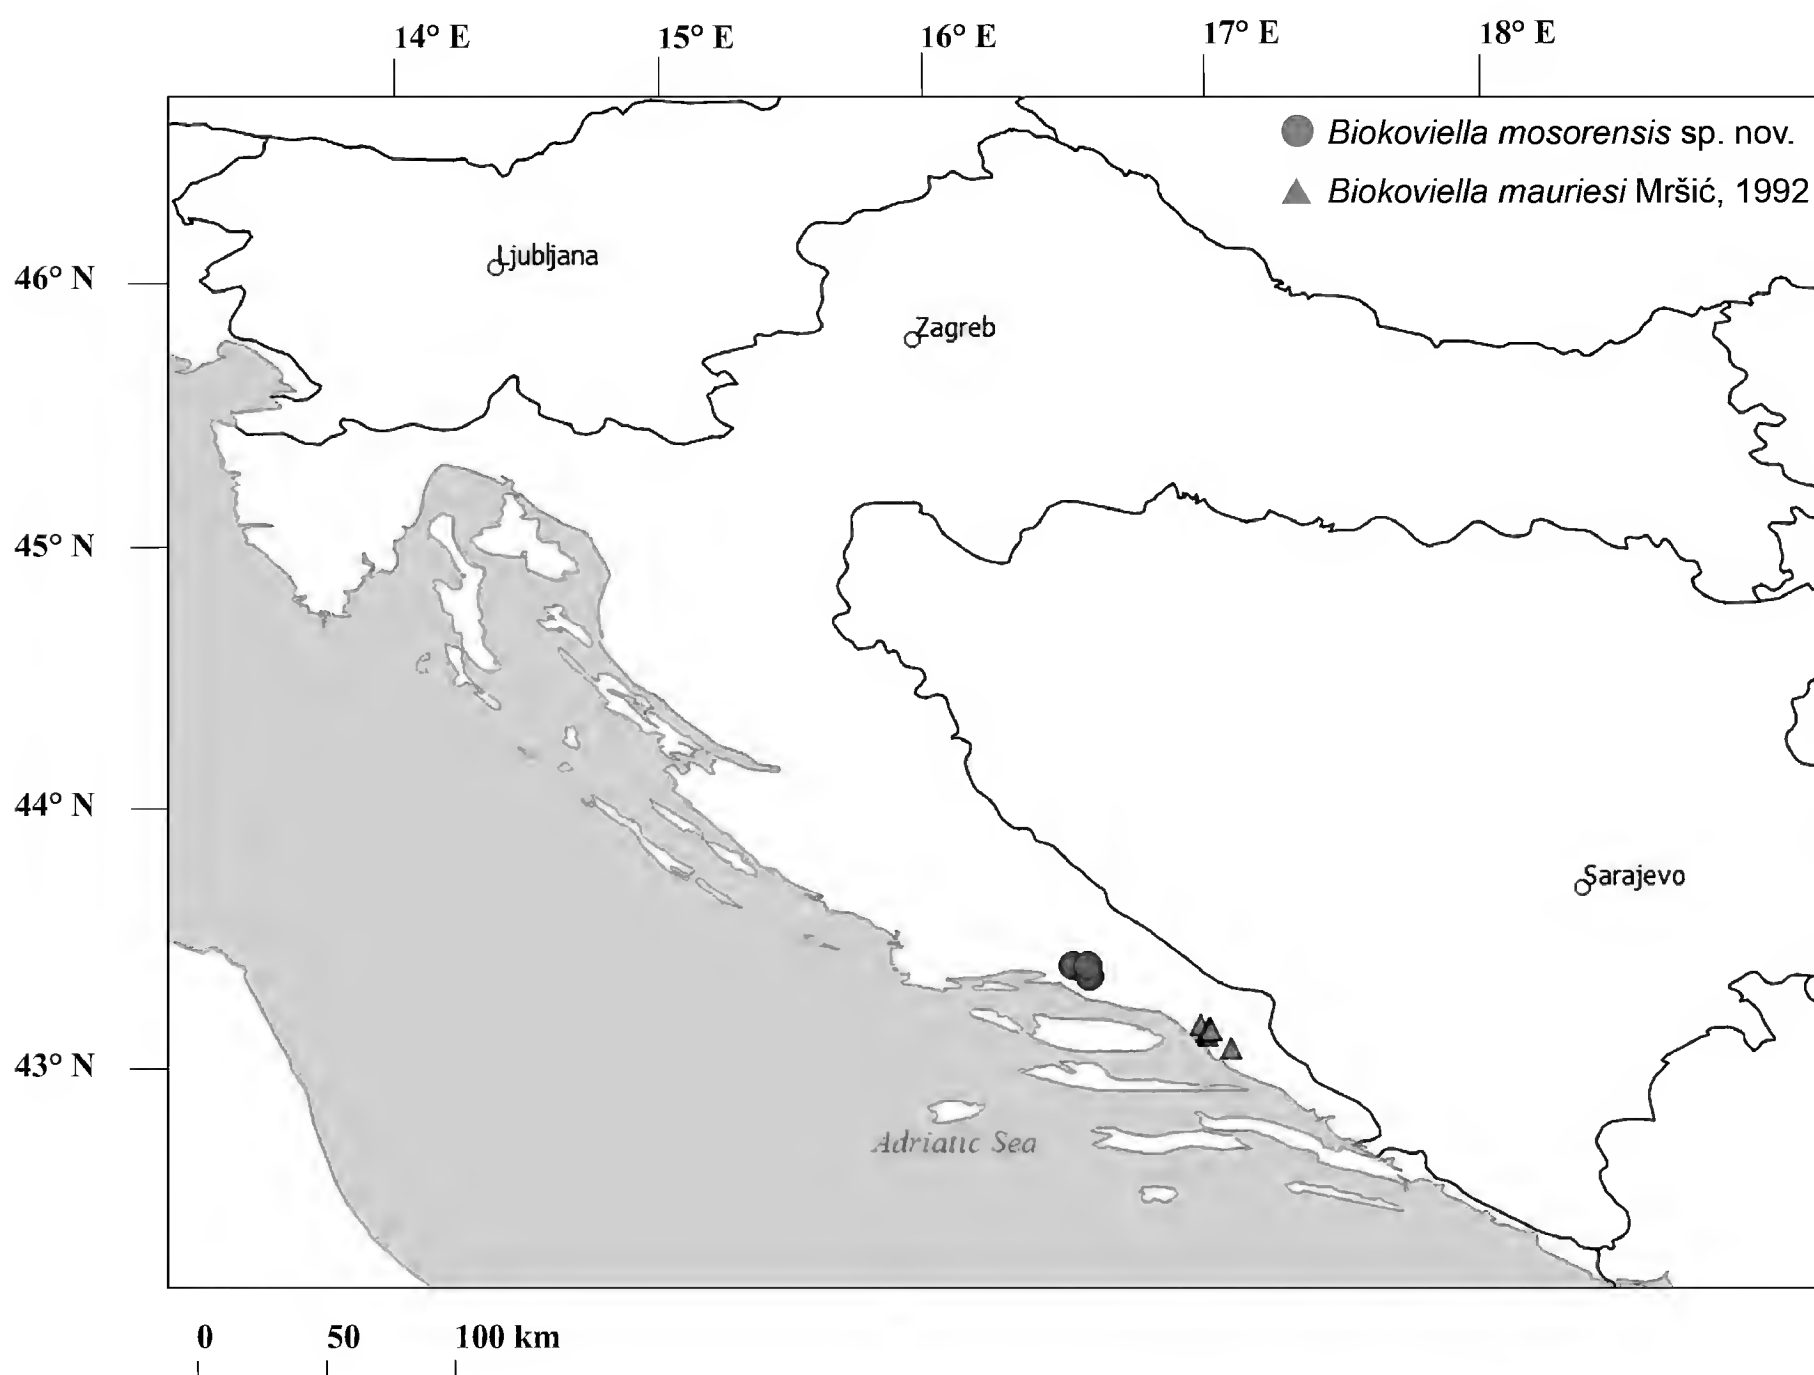 14° E 15° E 16° E 17° E 18° E
Biokoviella mosorensis sp. nov.
Biokoviella mauriesi Mršić, 1992
Ljubljana
46° N
Zagreb
45° N
44° N
Sarajevo
43° N
Adriatic Sea
0 50 100 km